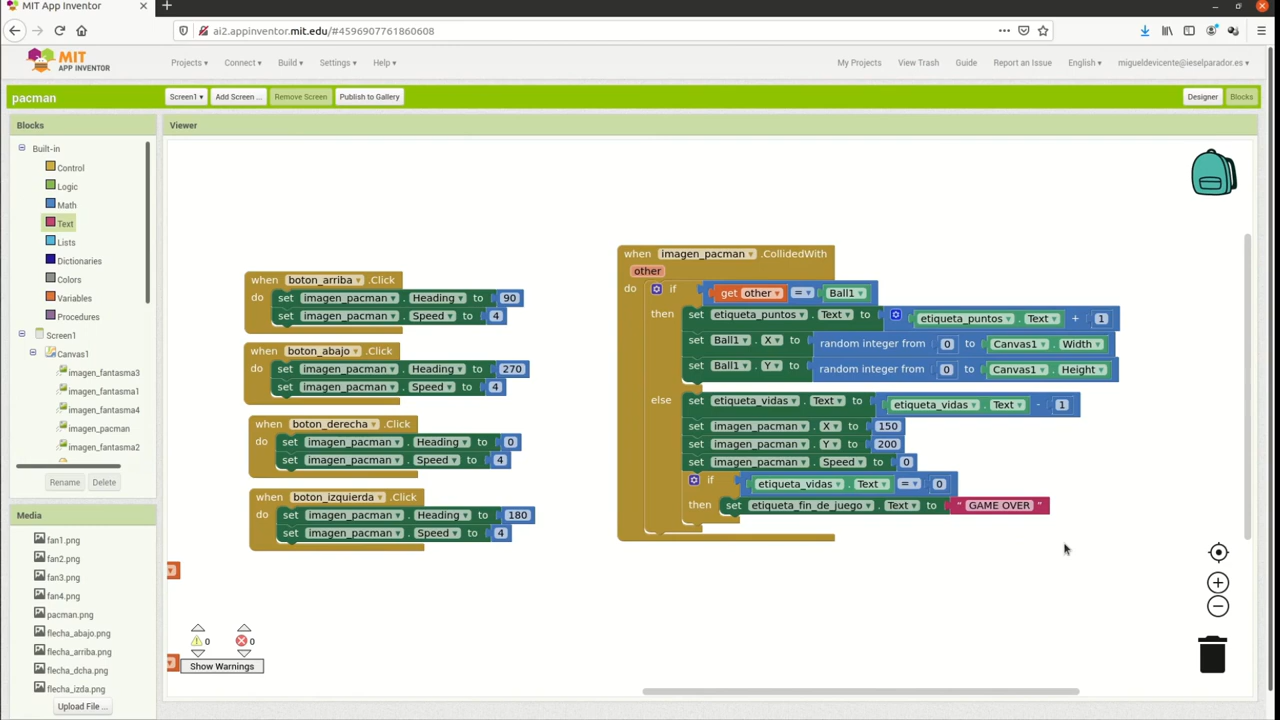 MIT App Inventor
ai2.appinventor.mit.edu/#4596907761860608
MIT
APP INVENTOR
Projects Connect Build Settings Help
My Projects View Trash Guide Report an Issue English migueldevicente@ieselparador.es
pacman
Screen1 Add Screen ... Remove Screen Publish to Gallery
Designer Blocks
Blocks
Viewer
Built-in
Control
Logic
Math
Text
Lists
Dictionaries
Colors
Variables
Procedures
Screen1
Canvas1
imagen_fantasma3
imagen_fantasma1
imagen_fantasma4
imagen_pacman
imagen_fantasma2
Rename Delete
Media
fan1.png
fan2.png
fan3.png
fan4.png
pacman.png
flecha_abajo.png
flecha_arriba.png
flecha_dcha.png
flecha_izda.png
Upload File ...
when boton_arriba .Click
do set imagen_pacman . Heading to 90
set imagen_pacman . Speed to 4
when boton_abajo .Click
do set imagen_pacman . Heading to 270
set imagen_pacman . Speed to 4
when boton_derecha .Click
do set imagen_pacman . Heading to 0
set imagen_pacman . Speed to 4
when boton_izquierda .Click
do set imagen_pacman . Heading to 180
set imagen_pacman . Speed to 4
when imagen_pacman .CollidedWith
other
do if get other = Ball1
then set etiqueta_puntos . Text to etiqueta_puntos . Text + 1
set Ball1 . X to random integer from 0 Canvas1 . Width
set Ball1 . Y to random integer from 0 Canvas1 . Height
else set etiqueta_vidas . Text to etiqueta_vidas . Text - 1
set imagen_pacman . X to 150
set imagen_pacman . Y to 200
set imagen_pacman . Speed to 0
if etiqueta_vidas . Text = 0
then set etiqueta_fin_de_juego . Text to " GAME OVER "
0 0
Show Warnings